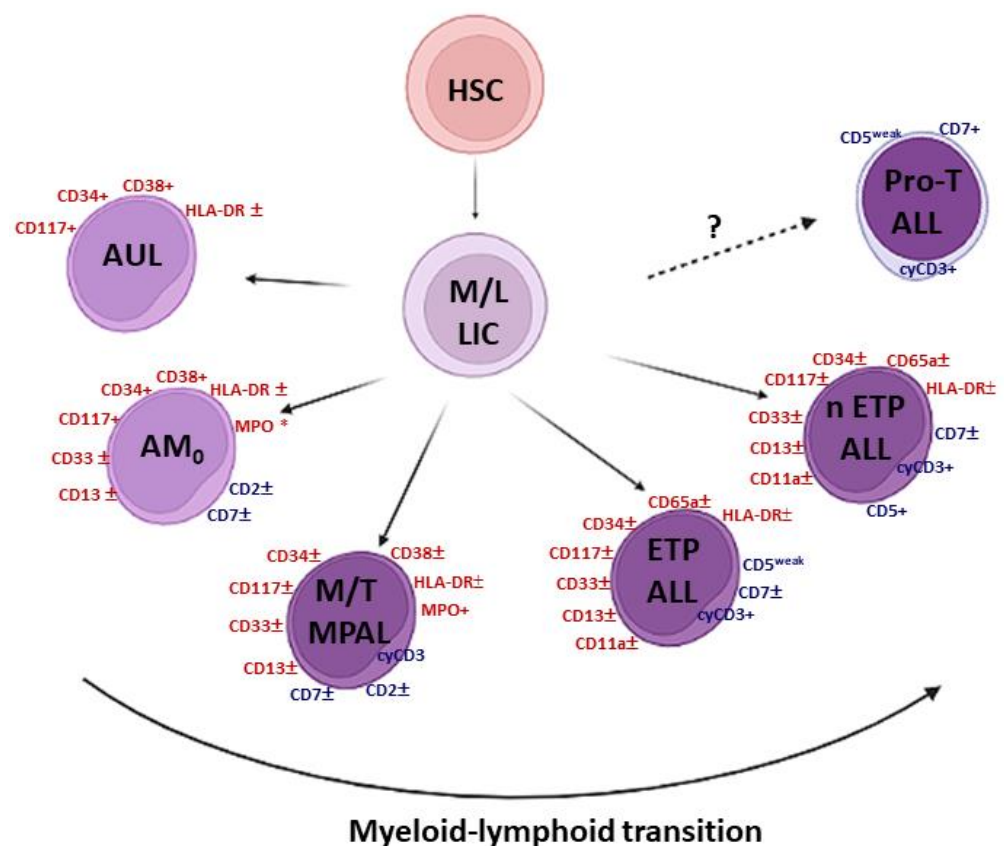 HSC
M/L
LIC
?
CD5weak
CD7+
Pro-T
ALL
cyCD3+
CD34+
CD38+
CD117+
HLA-DR ±
AUL
CD34+
CD38+
HLA-DR ±
CD117+
MPO *
CD33 ±
AM0
CD13 ±
CD2±
CD7±
CD34±
CD38±
CD117±
M/T
HLA-DR±
MPAL
MPO+
CD33±
cyCD3
CD13±
CD7±
CD2±
CD65a±
CD34±
HLA-DR±
CD117±
ETP
CD5weak
CD33±
ALL
CD7±
cyCD3+
CD13±
CD11a±
CD34±
CD65a±
CD117±
HLA-DR±
CD33±
n ETP
CD7±
ALL
CD13±
cyCD3+
CD11a±
CD5+
Myeloid-lymphoid transition